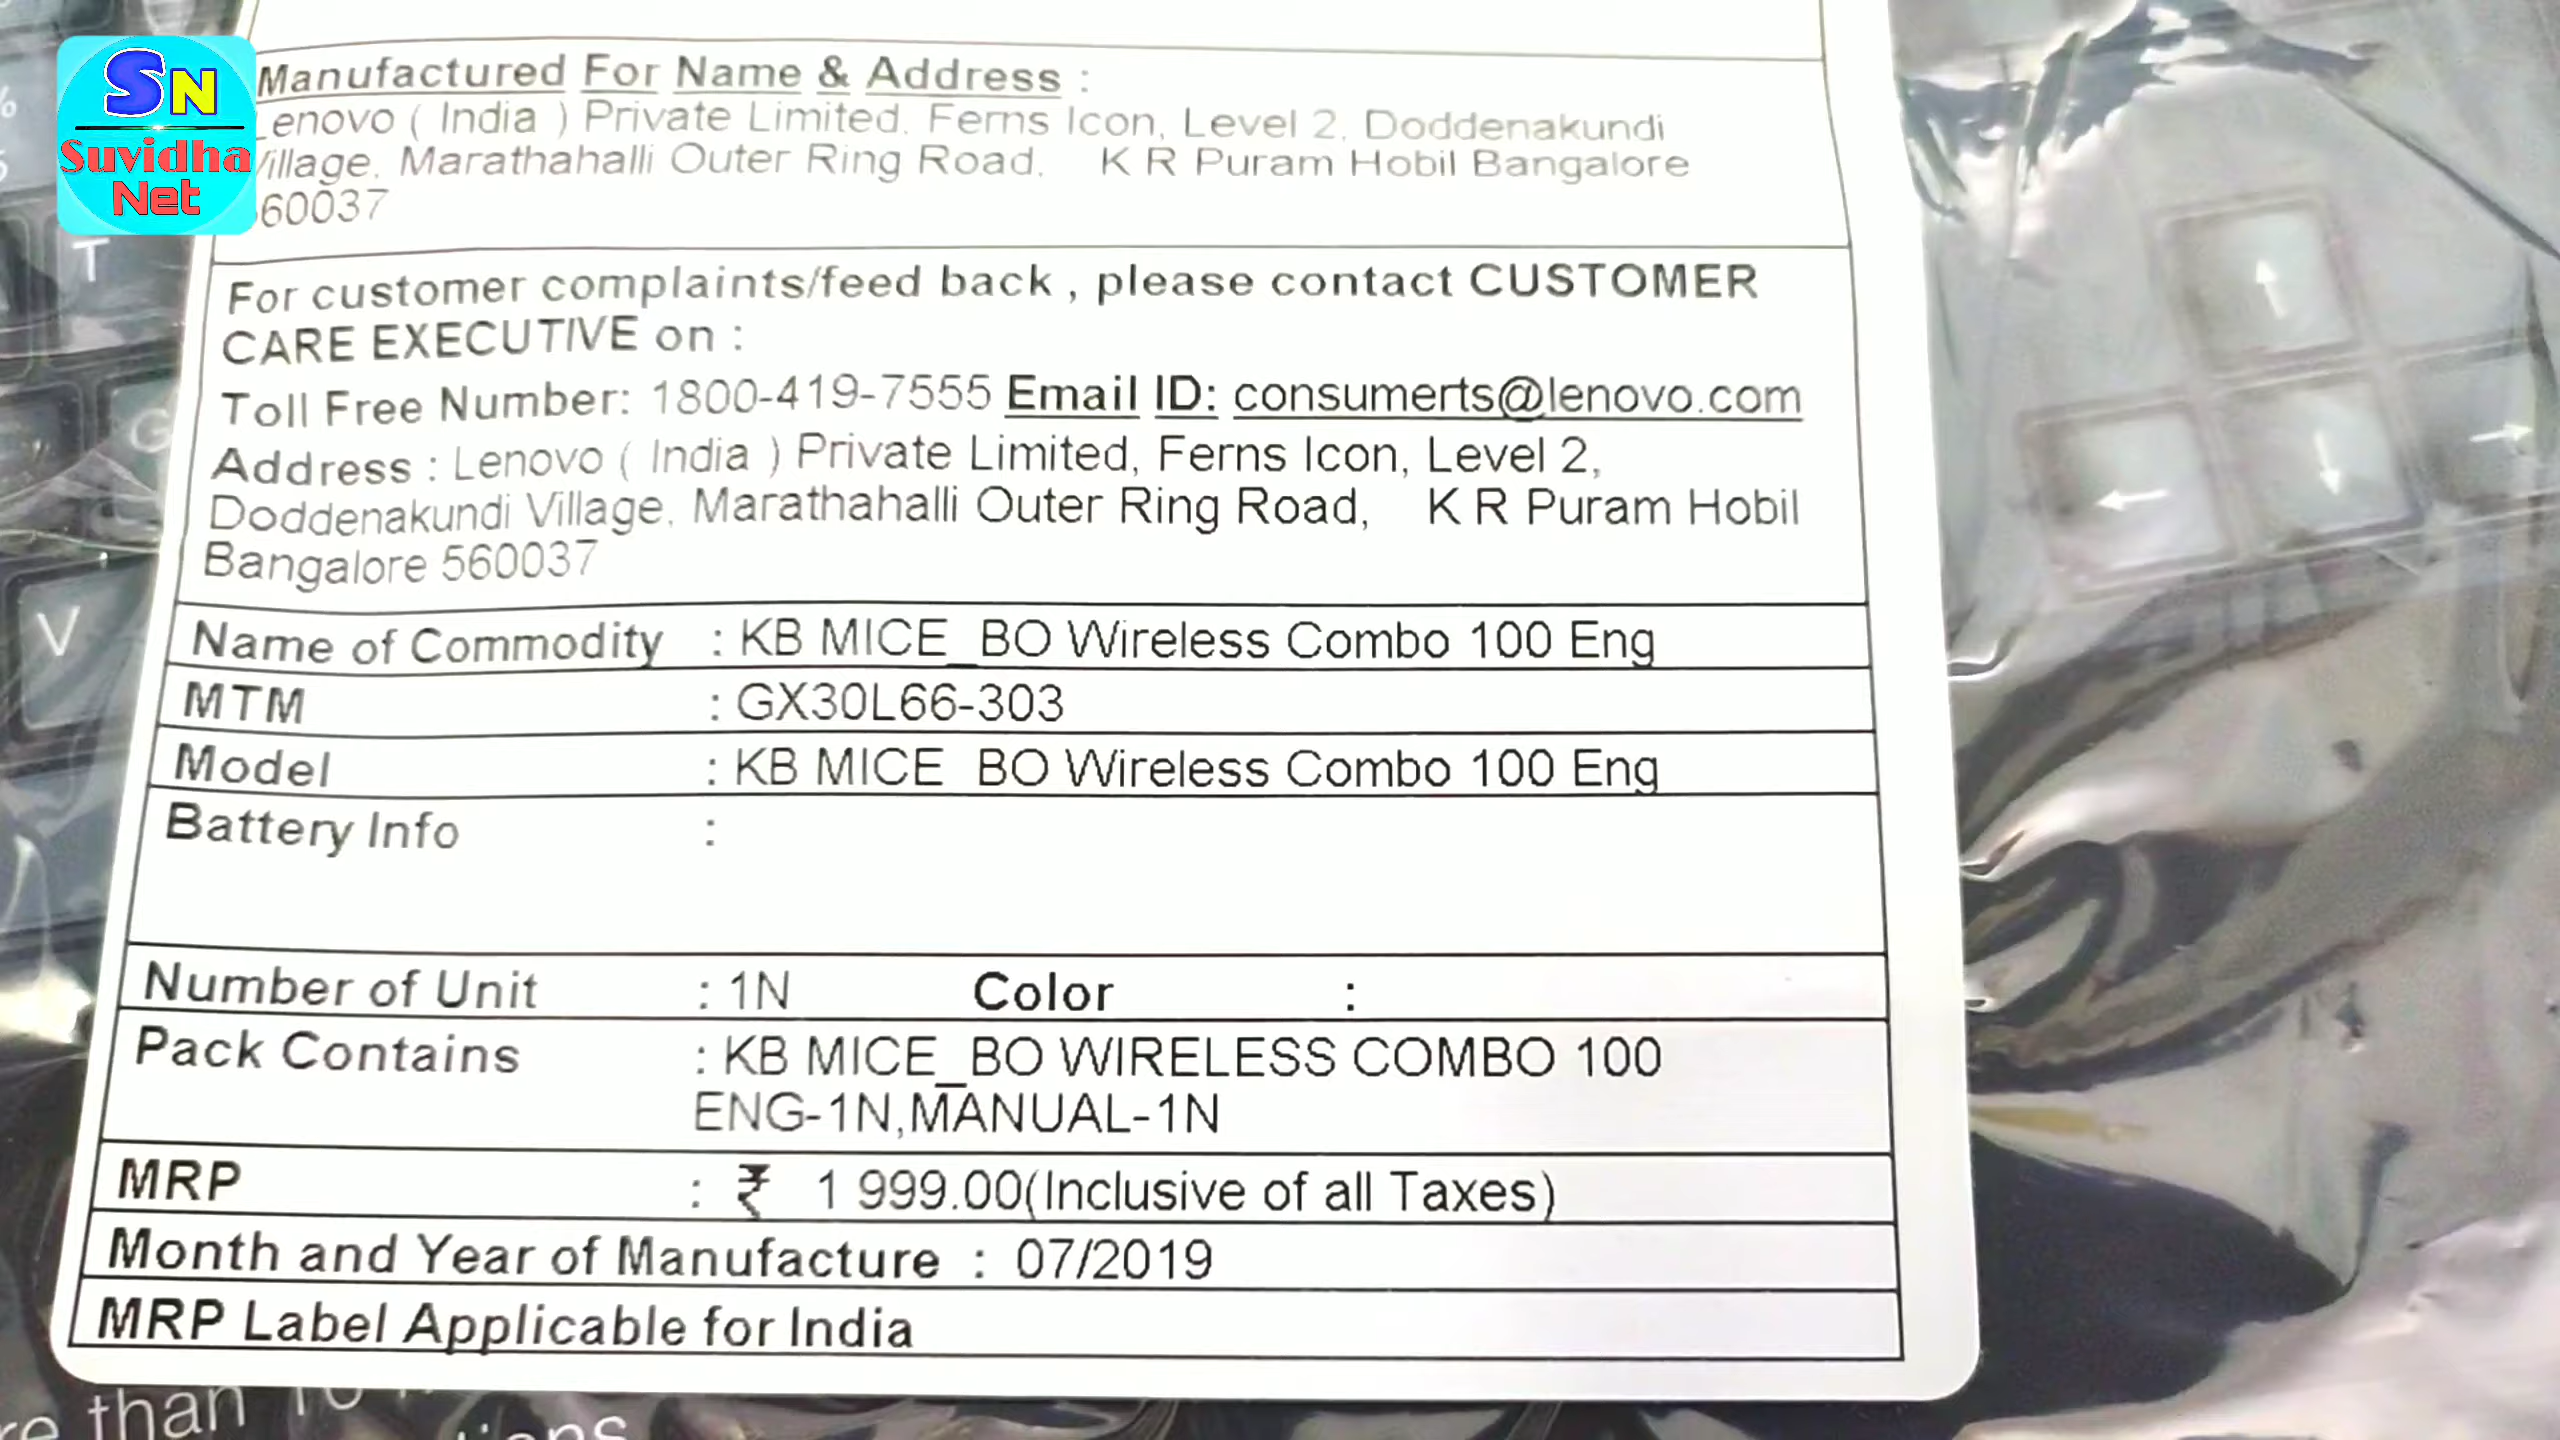 SN
Suvidha
Net
Manufactured For Name & Address :
Lenovo ( India ) Private Limited, Ferns Icon, Level 2, Doddenakundi
Village, Marathahalli Outer Ring Road, K R Puram Hobil Bangalore
560037
For customer complaints/feed back , please contact CUSTOMER
CARE EXECUTIVE on :
Toll Free Number: 1800-419-7555 Email ID: consumerts@lenovo.com
Address : Lenovo ( India ) Private Limited, Ferns Icon, Level 2,
Doddenakundi Village, Marathahalli Outer Ring Road, K R Puram Hobil
Bangalore 560037
Name of Commodity : KB MICE_BO Wireless Combo 100 Eng
MTM : GX30L66-303
Model : KB MICE BO Wireless Combo 100 Eng
Battery Info :
Number of Unit : 1N Color :
Pack Contains : KB MICE_BO WIRELESS COMBO 100
ENG-1N,MANUAL-1N
MRP : ₹ 1 999.00(Inclusive of all Taxes)
Month and Year of Manufacture : 07/2019
MRP Label Applicable for India
than
T
G
V